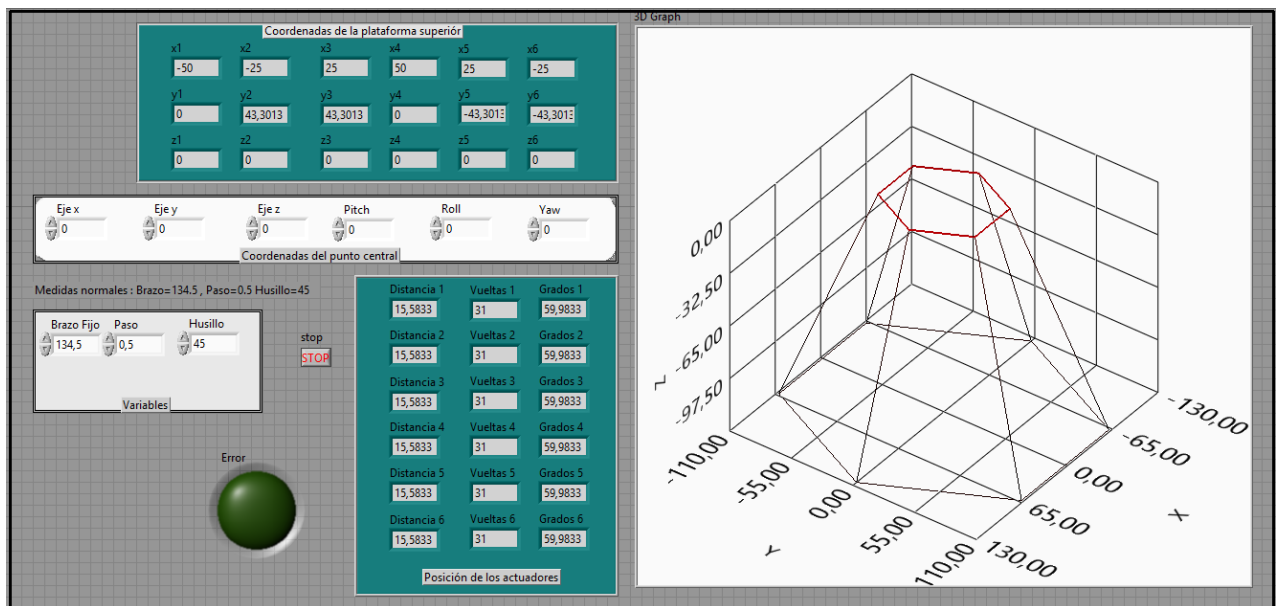 Coordenadas de la plataforma superiór
x1 x2 x3 x4 x5 x6
-50 -25 25 50 25 -25
y1 y2 y3 y4 y5 y6
0 43,3013 43,3013 0 -43,3013 -43,3013
z1 z2 z3 z4 z5 z6
0 0 0 0 0 0
Eje x Eje y Eje z Pitch Roll Yaw
0 0 0 0 0 0
Coordenadas del punto central
Medidas normales : Brazo=134.5 , Paso=0.5 Husillo=45
Brazo Fijo Paso Husillo
134,5 0,5 45
Variables
stop
STOP
Error
Distancia 1 Vueltas 1 Grados 1
15,5833 31 59,9833
Distancia 2 Vueltas 2 Grados 2
15,5833 31 59,9833
Distancia 3 Vueltas 3 Grados 3
15,5833 31 59,9833
Distancia 4 Vueltas 4 Grados 4
15,5833 31 59,9833
Distancia 5 Vueltas 5 Grados 5
15,5833 31 59,9833
Distancia 6 Vueltas 6 Grados 6
15,5833 31 59,9833
Posición de los actuadores
3D Graph
0,00
-32,50
-65,00
-97,50
Z
-110,00
-55,00
0,00
55,00
110,00
Y
-130,00
-65,00
0,00
65,00
130,00
X